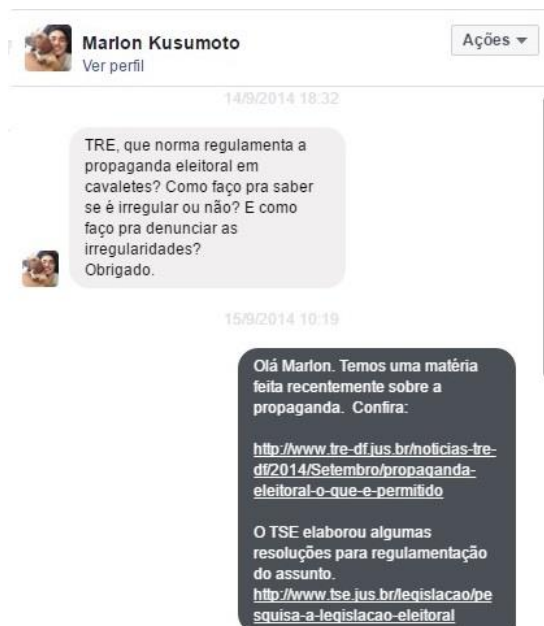 Marlon Kusumoto
Ações
Ver perfil
14/9/2014 18:32
TRE, que norma regulamenta a
propaganda eleitoral em
cavaletes? Como faço pra saber
se é irregular ou não? E como
faço pra denunciar as
irregularidades?
Obrigado.
15/9/2014 10:19
Olá Marlon. Temos uma matéria
feita recentemente sobre a
propaganda. Confira:
http://www.tre-df.jus.br/noticias-tre-
df/2014/Setembro/propaganda-
eleitoral-o-que-e-permitido
O TSE elaborou algumas
resoluções para regulamentação
do assunto.
http://www.tse.jus.br/legislacao/pe
squisa-a-legislacao-eleitoral